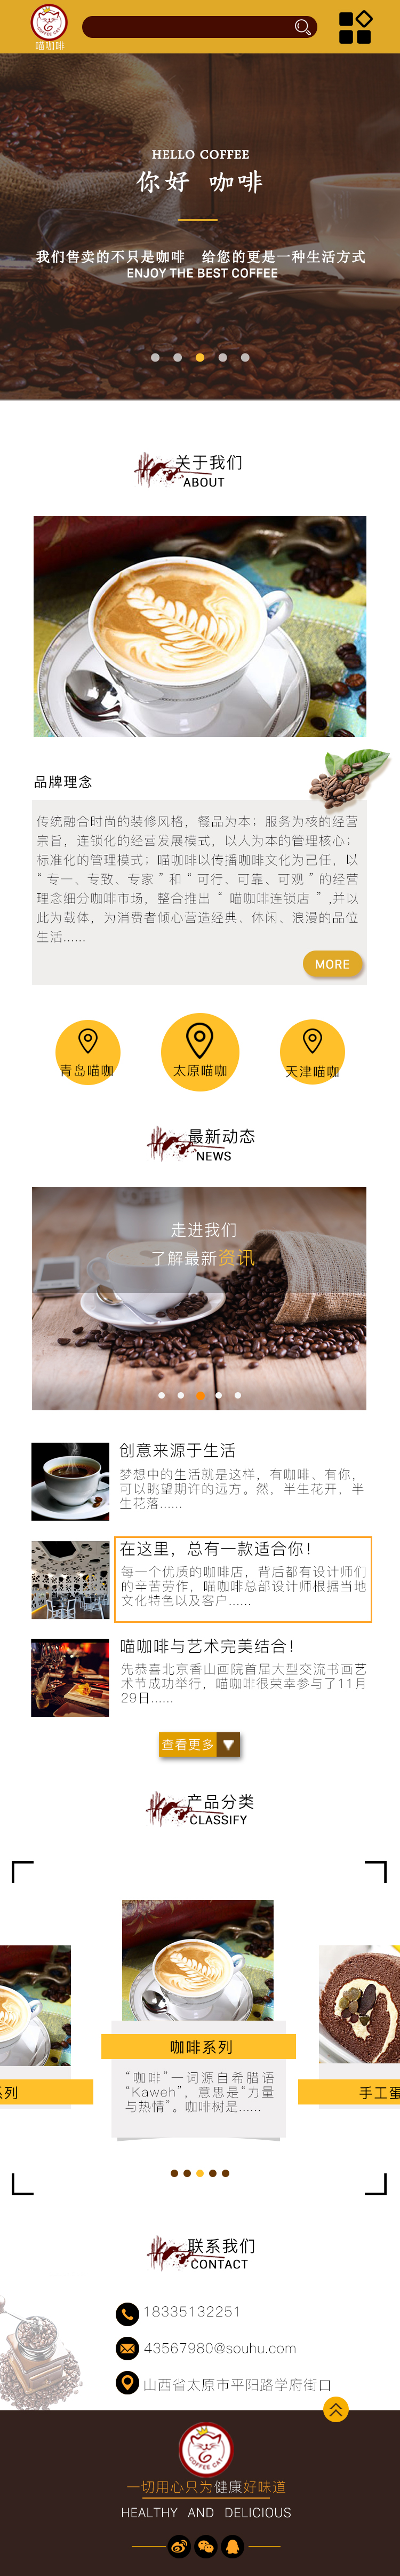 COFFEE CAT
喵咖啡
HELLO COFFEE
你好 咖啡
我们售卖的不只是咖啡 给您的更是一种生活方式
ENJOY THE BEST COFFEE
关于我们
ABOUT
品牌理念
传统融合时尚的装修风格，餐品为本；服务为核的经营
宗旨，连锁化的经营发展模式，以人为本的管理核心；
标准化的管理模式；喵咖啡以传播咖啡文化为己任，以
“专一、专致、专家”和“可行、可靠、可观”的经营
理念细分咖啡市场，整合推出“喵咖啡连锁店”,并以
此为载体，为消费者倾心营造经典、休闲、浪漫的品位
生活......
MORE
青岛喵咖
太原喵咖
天津喵咖
最新动态
NEWS
走进我们
了解最新资讯
创意来源于生活
梦想中的生活就是这样，有咖啡、有你，
可以眺望期许的远方。然，半生花开，半
生花落......
在这里，总有一款适合你！
每一个优质的咖啡店，背后都有设计师们
的辛苦劳作，喵咖啡总部设计师根据当地
文化特色以及客户......
喵咖啡与艺术完美结合！
先恭喜北京香山画院首届大型交流书画艺
术节成功举行，喵咖啡很荣幸参与了11月
29日......
查看更多
产品分类
CLASSIFY
系列
咖啡系列
手工蛋
“咖啡”一词源自希腊语
“Kaweh”，意思是“力量
与热情”。咖啡树是......
联系我们
CONTACT
18335132251
43567980@souhu.com
山西省太原市平阳路学府街口
COFFEE CAT
一切用心只为健康好味道
HEALTHY AND DELICIOUS